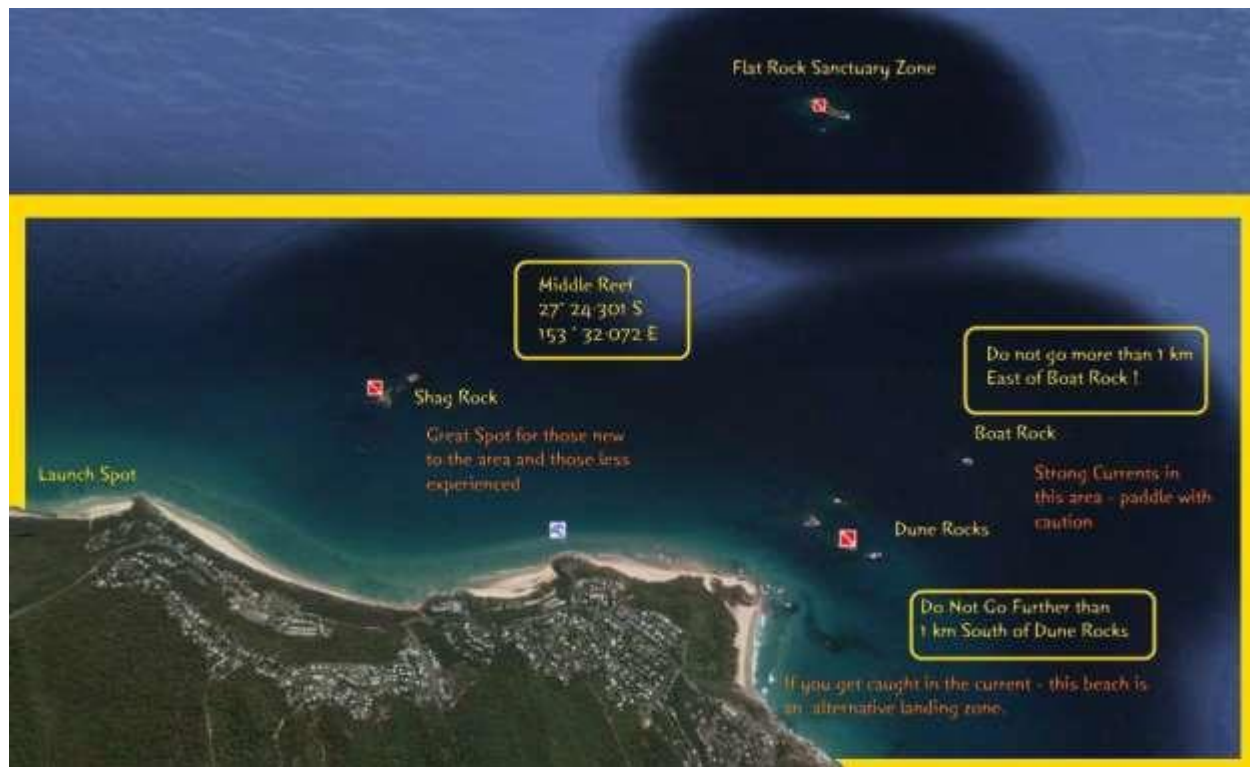 Flat Rock Sanctuary Zone
Middle Reef
27° 24·301 S
153 ° 32·072 E
Do not go more than 1 km
East of Boat Rock !
Shag Rock
Boat Rock
Great Spot for those new
to the area and those less
experienced
Launch Spot
Strong Currents in
this area - paddle with
caution
Dune Rocks
Do Not Go Further than
1 km South of Dune Rocks
If you get caught in the current - this beach is
an alternative landing zone.